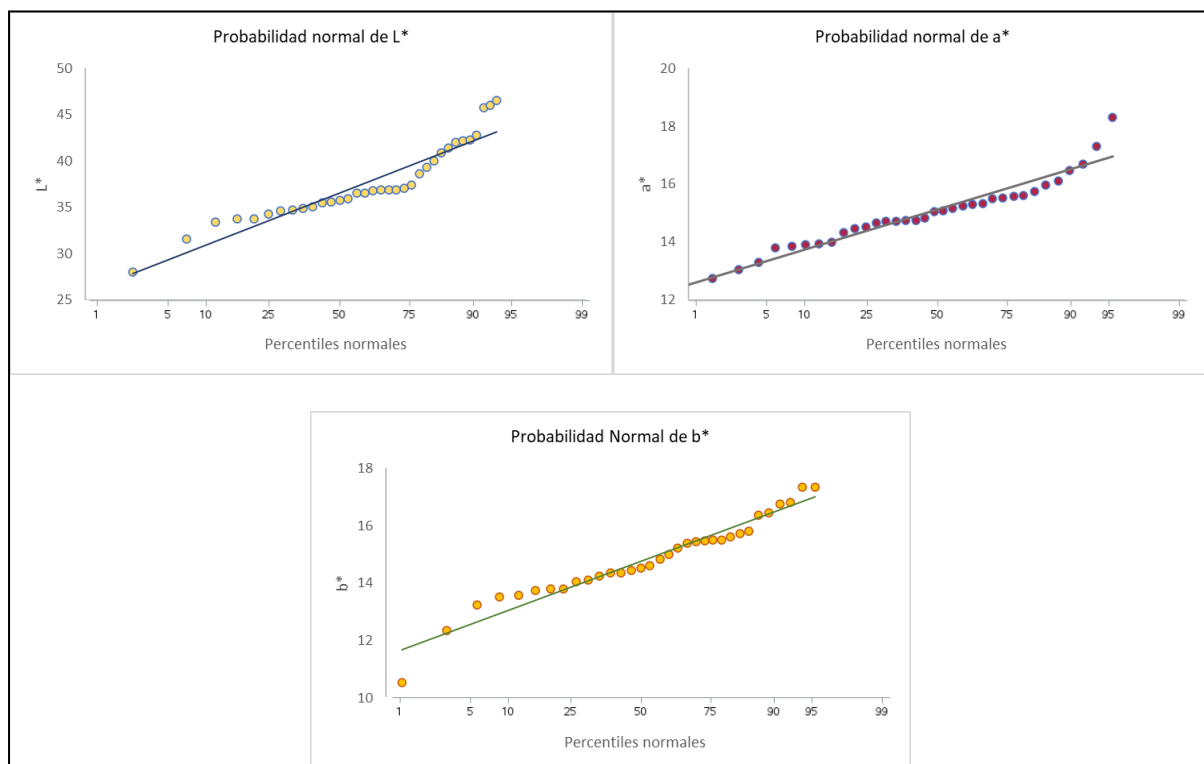 Probabilidad normal de L*
50
45
40
35
30
25
L*
1 5 10 25 50 75 90 95 99
Percentiles normales
Probabilidad normal de a*
20
18
16
14
12
a*
1 5 10 25 50 75 90 95 99
Percentiles normales
Probabilidad Normal de b*
18
16
14
12
10
b*
1 5 10 25 50 75 90 95 99
Percentiles normales